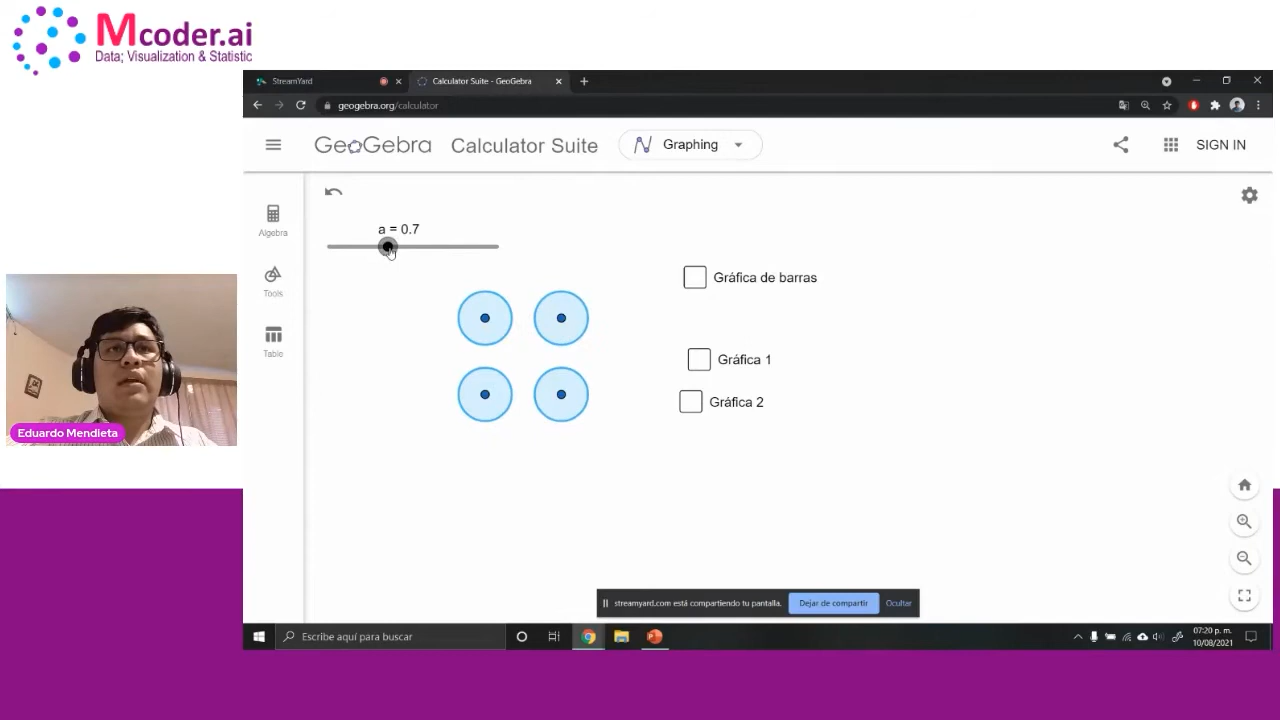 Mcoder.ai
Data; Visualization & Statistic
StreamYard
Calculator Suite - GeoGebra
geogebra.org/calculator
GeoGebra Calculator Suite
Graphing
SIGN IN
Algebra
Tools
Table
a = 0.7
Gráfica de barras
Gráfica 1
Gráfica 2
Eduardo Mendieta
streamyard.com está compartiendo tu pantalla.
Dejar de compartir
Ocultar
Escribe aquí para buscar
07:20 p. m.
10/08/2021